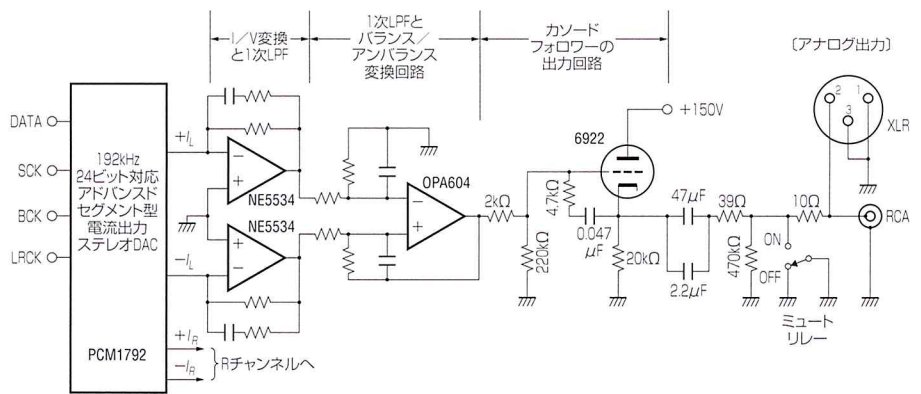 I/V変換
と1次LPF
1次LPFと
バランス/
アンバランス
変換回路
カソード
フォロワーの
出力回路
〔アナログ出力〕
DATA
SCK
BCK
LRCK
192kHz
24ビット対応
アドバンスド
セグメント型
電流出力
ステレオDAC
PCM1792
+IL
−IL
+IR
−IR
Rチャンネルへ
NE5534
NE5534
OPA604
2kΩ
220kΩ
4.7kΩ
0.047
μF
6922
+150V
20kΩ
47μF
2.2μF
39Ω
470kΩ
10Ω
ON
OFF
ミュート
リレー
2
1
3
XLR
RCA